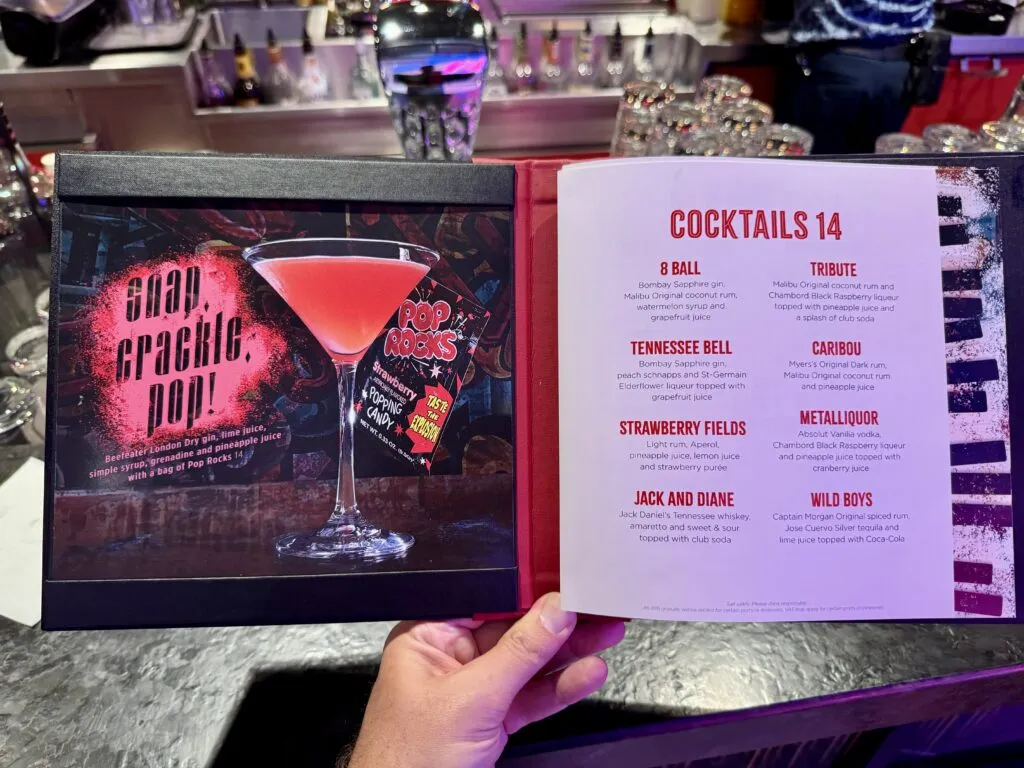 snap,
crackle,
pop!
Beefeater London Dry gin, lime juice,
simple syrup, grenadine and pineapple juice
with a bag of Pop Rocks 14
POP
ROCKS
Strawberry
ARTIFICIALLY FLAVORED
POPPING
CANDY
NET WT. 0.33 OZ.
TASTE
THE
EXPLOSION
COCKTAILS 14
8 BALL
Bombay Sapphire gin,
Malibu Original coconut rum,
watermelon syrup and
grapefruit juice
TENNESSEE BELL
Bombay Sapphire gin,
peach schnapps and St-Germain
Elderflower liqueur topped with
grapefruit juice
STRAWBERRY FIELDS
Light rum, Aperol,
pineapple juice, lemon juice
and strawberry purée
JACK AND DIANE
Jack Daniel's Tennessee whiskey,
amaretto and sweet & sour
topped with club soda
TRIBUTE
Malibu Original coconut rum and
Chambord Black Raspberry liqueur
topped with pineapple juice and
a splash of club soda
CARIBOU
Myers's Original Dark rum,
Malibu Original coconut rum
and pineapple juice
METALLIQUOR
Absolut Vanilia vodka,
Chambord Black Raspberry liqueur
and pineapple juice topped with
cranberry juice
WILD BOYS
Captain Morgan Original spiced rum,
Jose Cuervo Silver tequila and
lime juice topped with Coca-Cola